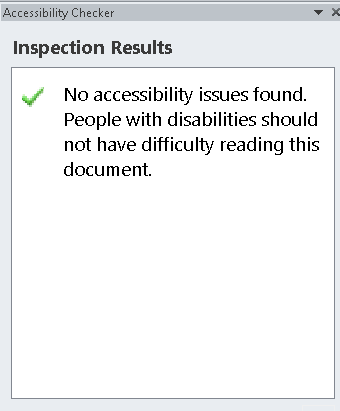 Accessibility Checker
Inspection Results
No accessibility issues found.
People with disabilities should
not have difficulty reading this
document.